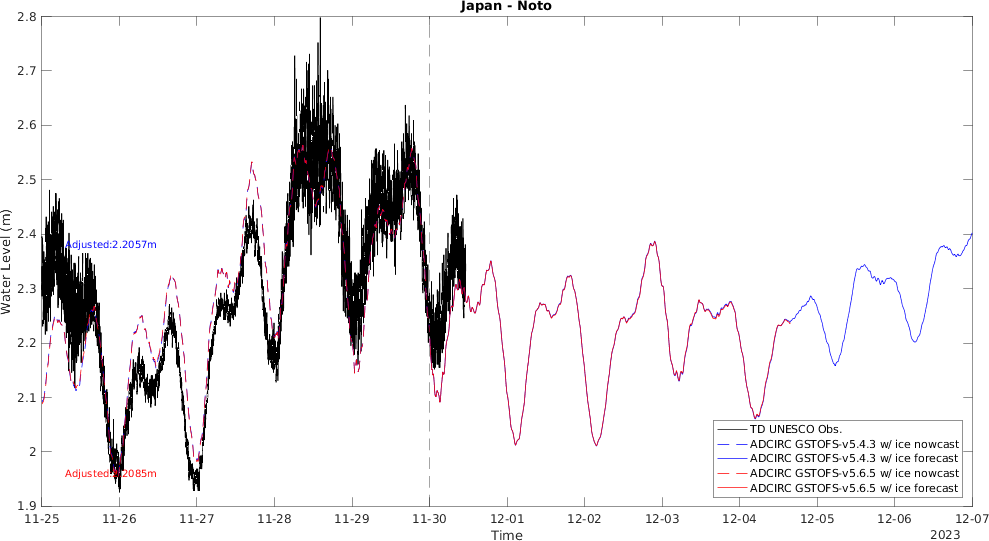 Japan - Noto
2.8
2.7
2.6
2.5
2.4
2.3
2.2
2.1
2
1.9
Water Level (m)
Adjusted:2.2057m
Adjusted:2.2085m
TD UNESCO Obs.
ADCIRC GSTOFS-v5.4.3 w/ ice nowcast
ADCIRC GSTOFS-v5.4.3 w/ ice forecast
ADCIRC GSTOFS-v5.6.5 w/ ice nowcast
ADCIRC GSTOFS-v5.6.5 w/ ice forecast
11-25 11-26 11-27 11-28 11-29 11-30 12-01 12-02 12-03 12-04 12-05 12-06 12-07
Time
2023